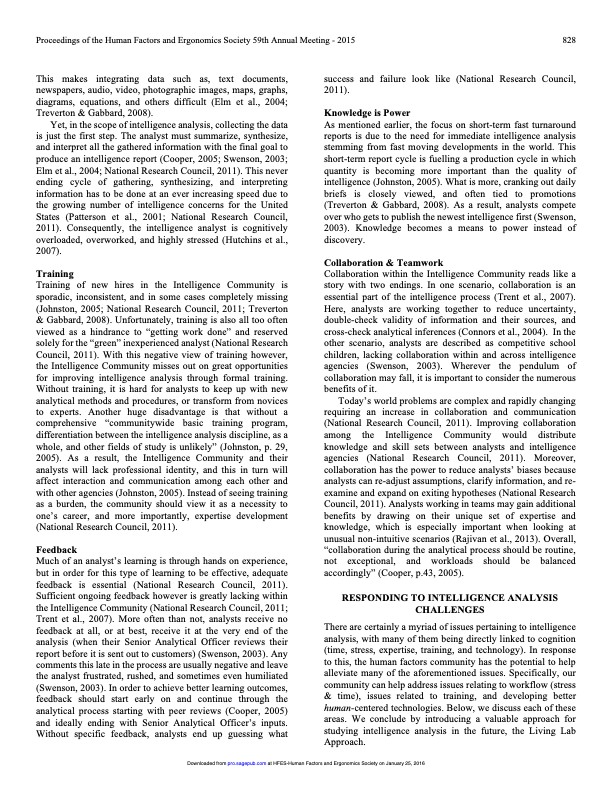 Proceedings of the Human Factors and Ergonomics Society 59th Annual Meeting - 2015 828
This makes integrating data such as, text documents,
newspapers, audio, video, photographic images, maps, graphs,
diagrams, equations, and others difficult (Elm et al., 2004;
Treverton & Gabbard, 2008).
Yet, in the scope of intelligence analysis, collecting the data
is just the first step. The analyst must summarize, synthesize,
and interpret all the gathered information with the final goal to
produce an intelligence report (Cooper, 2005; Swenson, 2003;
Elm et al., 2004; National Research Council, 2011). This never
ending cycle of gathering, synthesizing, and interpreting
information has to be done at an ever increasing speed due to
the growing number of intelligence concerns for the United
States (Patterson et al., 2001; National Research Council,
2011). Consequently, the intelligence analyst is cognitively
overloaded, overworked, and highly stressed (Hutchins et al.,
2007).
Training
Training of new hires in the Intelligence Community is
sporadic, inconsistent, and in some cases completely missing
(Johnston, 2005; National Research Council, 2011; Treverton
& Gabbard, 2008). Unfortunately, training is also all too often
viewed as a hindrance to “getting work done” and reserved
solely for the “green” inexperienced analyst (National Research
Council, 2011). With this negative view of training however,
the Intelligence Community misses out on great opportunities
for improving intelligence analysis through formal training.
Without training, it is hard for analysts to keep up with new
analytical methods and procedures, or transform from novices
to experts. Another huge disadvantage is that without a
comprehensive “communitywide basic training program,
differentiation between the intelligence analysis discipline, as a
whole, and other fields of study is unlikely” (Johnston, p. 29,
2005). As a result, the Intelligence Community and their
analysts will lack professional identity, and this in turn will
affect interaction and communication among each other and
with other agencies (Johnston, 2005). Instead of seeing training
as a burden, the community should view it as a necessity to
one’s career, and more importantly, expertise development
(National Research Council, 2011).
Feedback
Much of an analyst’s learning is through hands on experience,
but in order for this type of learning to be effective, adequate
feedback is essential (National Research Council, 2011).
Sufficient ongoing feedback however is greatly lacking within
the Intelligence Community (National Research Council, 2011;
Trent et al., 2007). More often than not, analysts receive no
feedback at all, or at best, receive it at the very end of the
analysis (when their Senior Analytical Officer reviews their
report before it is sent out to customers) (Swenson, 2003). Any
comments this late in the process are usually negative and leave
the analyst frustrated, rushed, and sometimes even humiliated
(Swenson, 2003). In order to achieve better learning outcomes,
feedback should start early on and continue through the
analytical process starting with peer reviews (Cooper, 2005)
and ideally ending with Senior Analytical Officer’s inputs.
Without specific feedback, analysts end up guessing what
success and failure look like (National Research Council,
2011).
Knowledge is Power
As mentioned earlier, the focus on short-term fast turnaround
reports is due to the need for immediate intelligence analysis
stemming from fast moving developments in the world. This
short-term report cycle is fuelling a production cycle in which
quantity is becoming more important than the quality of
intelligence (Johnston, 2005). What is more, cranking out daily
briefs is closely viewed, and often tied to promotions
(Treverton & Gabbard, 2008). As a result, analysts compete
over who gets to publish the newest intelligence first (Swenson,
2003). Knowledge becomes a means to power instead of
discovery.
Collaboration & Teamwork
Collaboration within the Intelligence Community reads like a
story with two endings. In one scenario, collaboration is an
essential part of the intelligence process (Trent et al., 2007).
Here, analysts are working together to reduce uncertainty,
double-check validity of information and their sources, and
cross-check analytical inferences (Connors et al., 2004). In the
other scenario, analysts are described as competitive school
children, lacking collaboration within and across intelligence
agencies (Swenson, 2003). Wherever the pendulum of
collaboration may fall, it is important to consider the numerous
benefits of it.
Today’s world problems are complex and rapidly changing
requiring an increase in collaboration and communication
(National Research Council, 2011). Improving collaboration
among the Intelligence Community would distribute
knowledge and skill sets between analysts and intelligence
agencies (National Research Council, 2011). Moreover,
collaboration has the power to reduce analysts’ biases because
analysts can re-adjust assumptions, clarify information, and re-
examine and expand on exiting hypotheses (National Research
Council, 2011). Analysts working in teams may gain additional
benefits by drawing on their unique set of expertise and
knowledge, which is especially important when looking at
unusual non-intuitive scenarios (Rajivan et al., 2013). Overall,
“collaboration during the analytical process should be routine,
not exceptional, and workloads should be balanced
accordingly” (Cooper, p.43, 2005).
RESPONDING TO INTELLIGENCE ANALYSIS
CHALLENGES
There are certainly a myriad of issues pertaining to intelligence
analysis, with many of them being directly linked to cognition
(time, stress, expertise, training, and technology). In response
to this, the human factors community has the potential to help
alleviate many of the aforementioned issues. Specifically, our
community can help address issues relating to workflow (stress
& time), issues related to training, and developing better
human-centered technologies. Below, we discuss each of these
areas. We conclude by introducing a valuable approach for
studying intelligence analysis in the future, the Living Lab
Approach.
Downloaded from pro.sagepub.com at HFES-Human Factors and Ergonomics Society on January 25, 2016